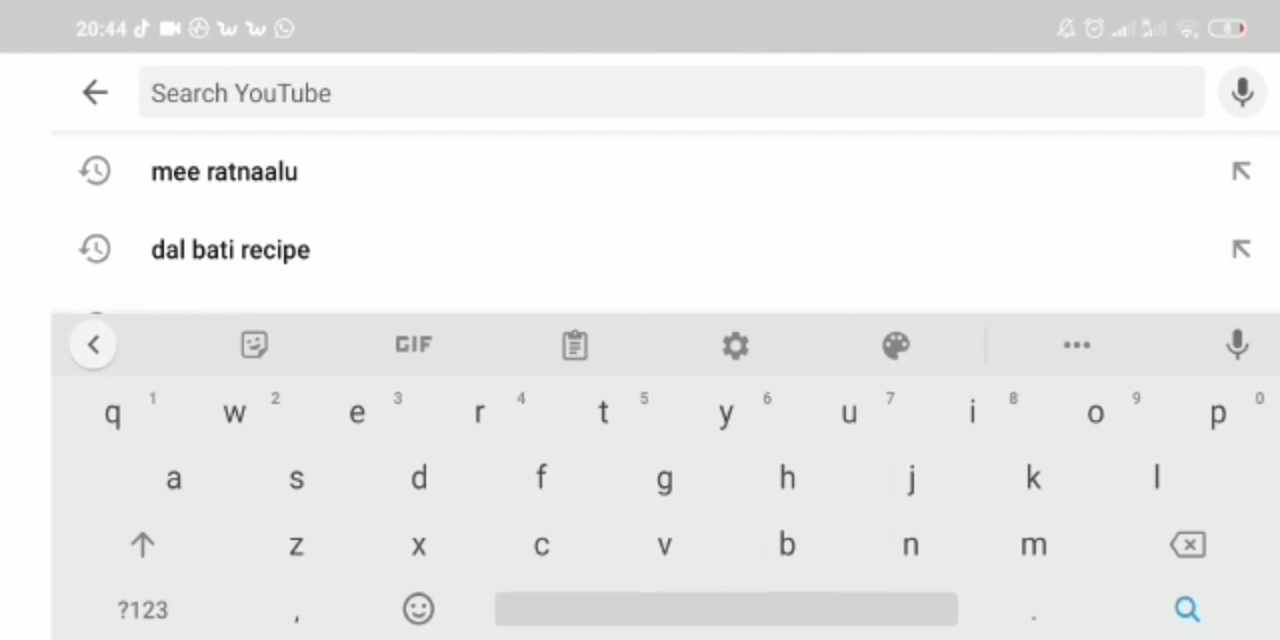 20:44
Search YouTube
mee ratnaalu
dal bati recipe
GIF
q 1 w 2 e 3 r 4 t 5 y 6 u 7 i 8 o 9 p 0
a s d f g h j k l
z x c v b n m
?123 , .